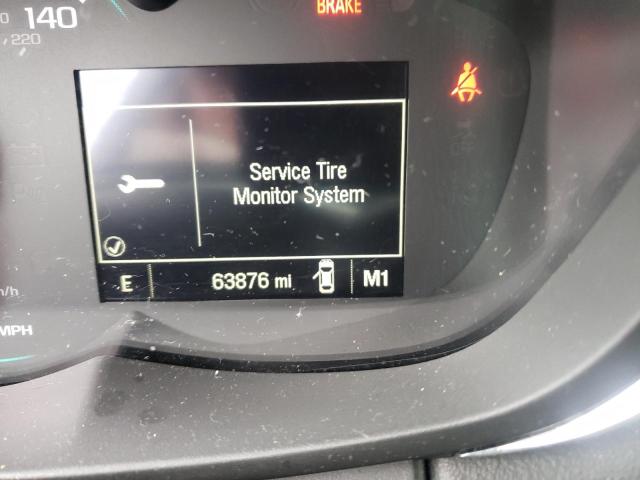 140
220
BRAKE
Service Tire
Monitor System
E 63876 mi M1
MPH